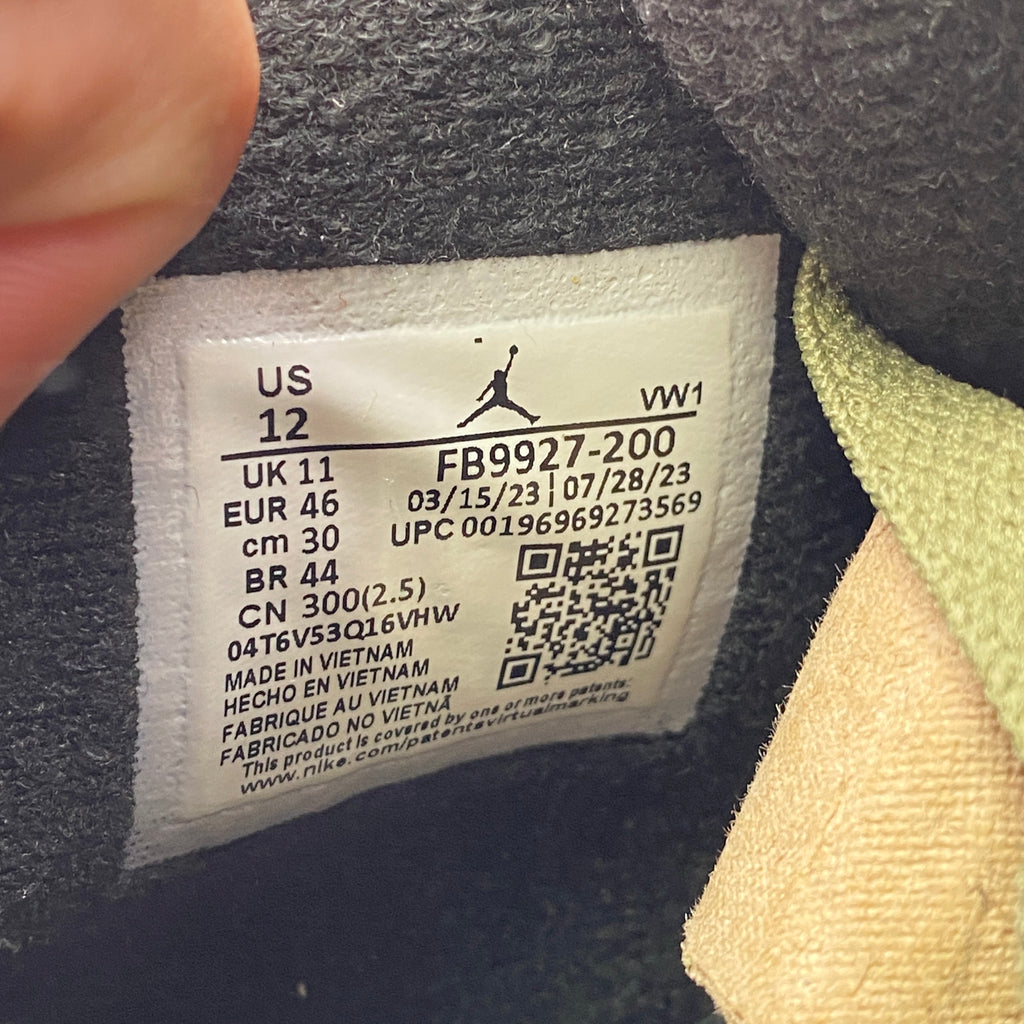 US
12
VW1
UK 11
FB9927-200
EUR 46
03/15/23 | 07/28/23
cm 30
UPC 00196969273569
BR 44
CN 300(2.5)
04T6V53Q16VHW
MADE IN VIETNAM
HECHO EN VIETNAM
FABRIQUE AU VIETNAM
FABRICADO NO VIETNÃ
This product is covered by one or more patents:
www.nike.com/patentsvirtualmarking